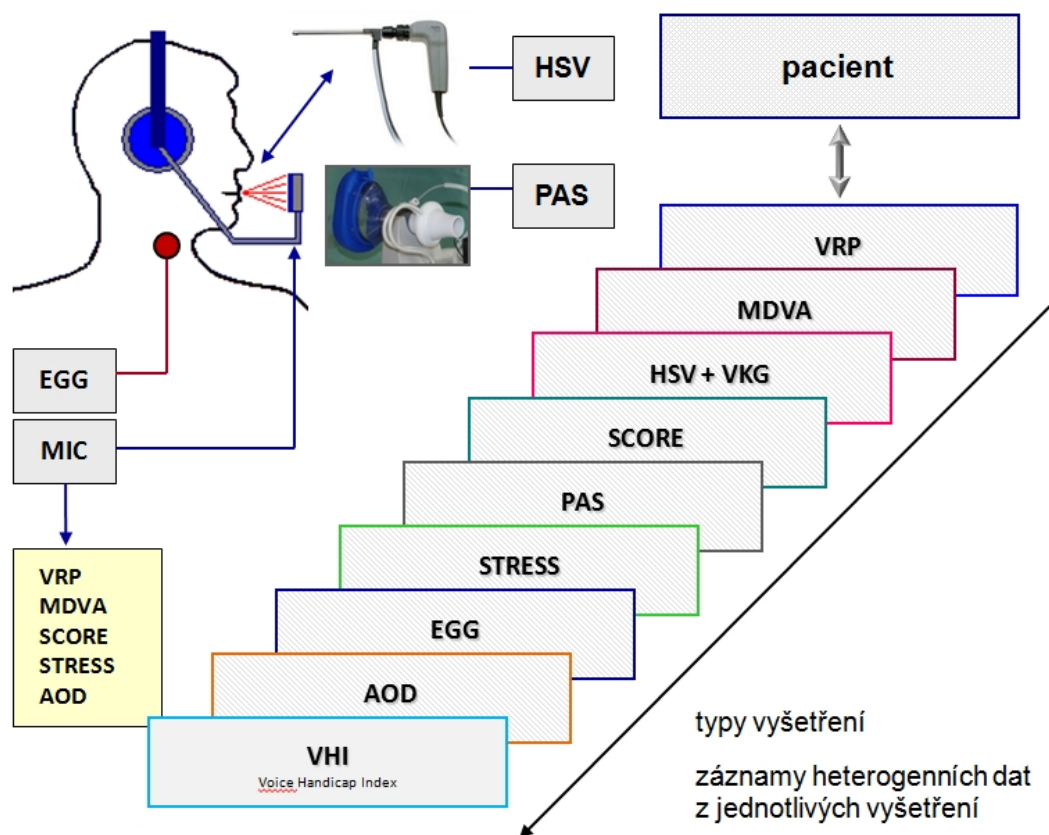 HSV
pacient
PAS
VRP
MDVA
HSV + VKG
EGG
MIC
SCORE
PAS
STRESS
VRP
MDVA
SCORE
STRESS
AOD
EGG
AOD
VHI
Voice Handicap Index
typy vyšetření
záznamy heterogenních dat
z jednotlivých vyšetření